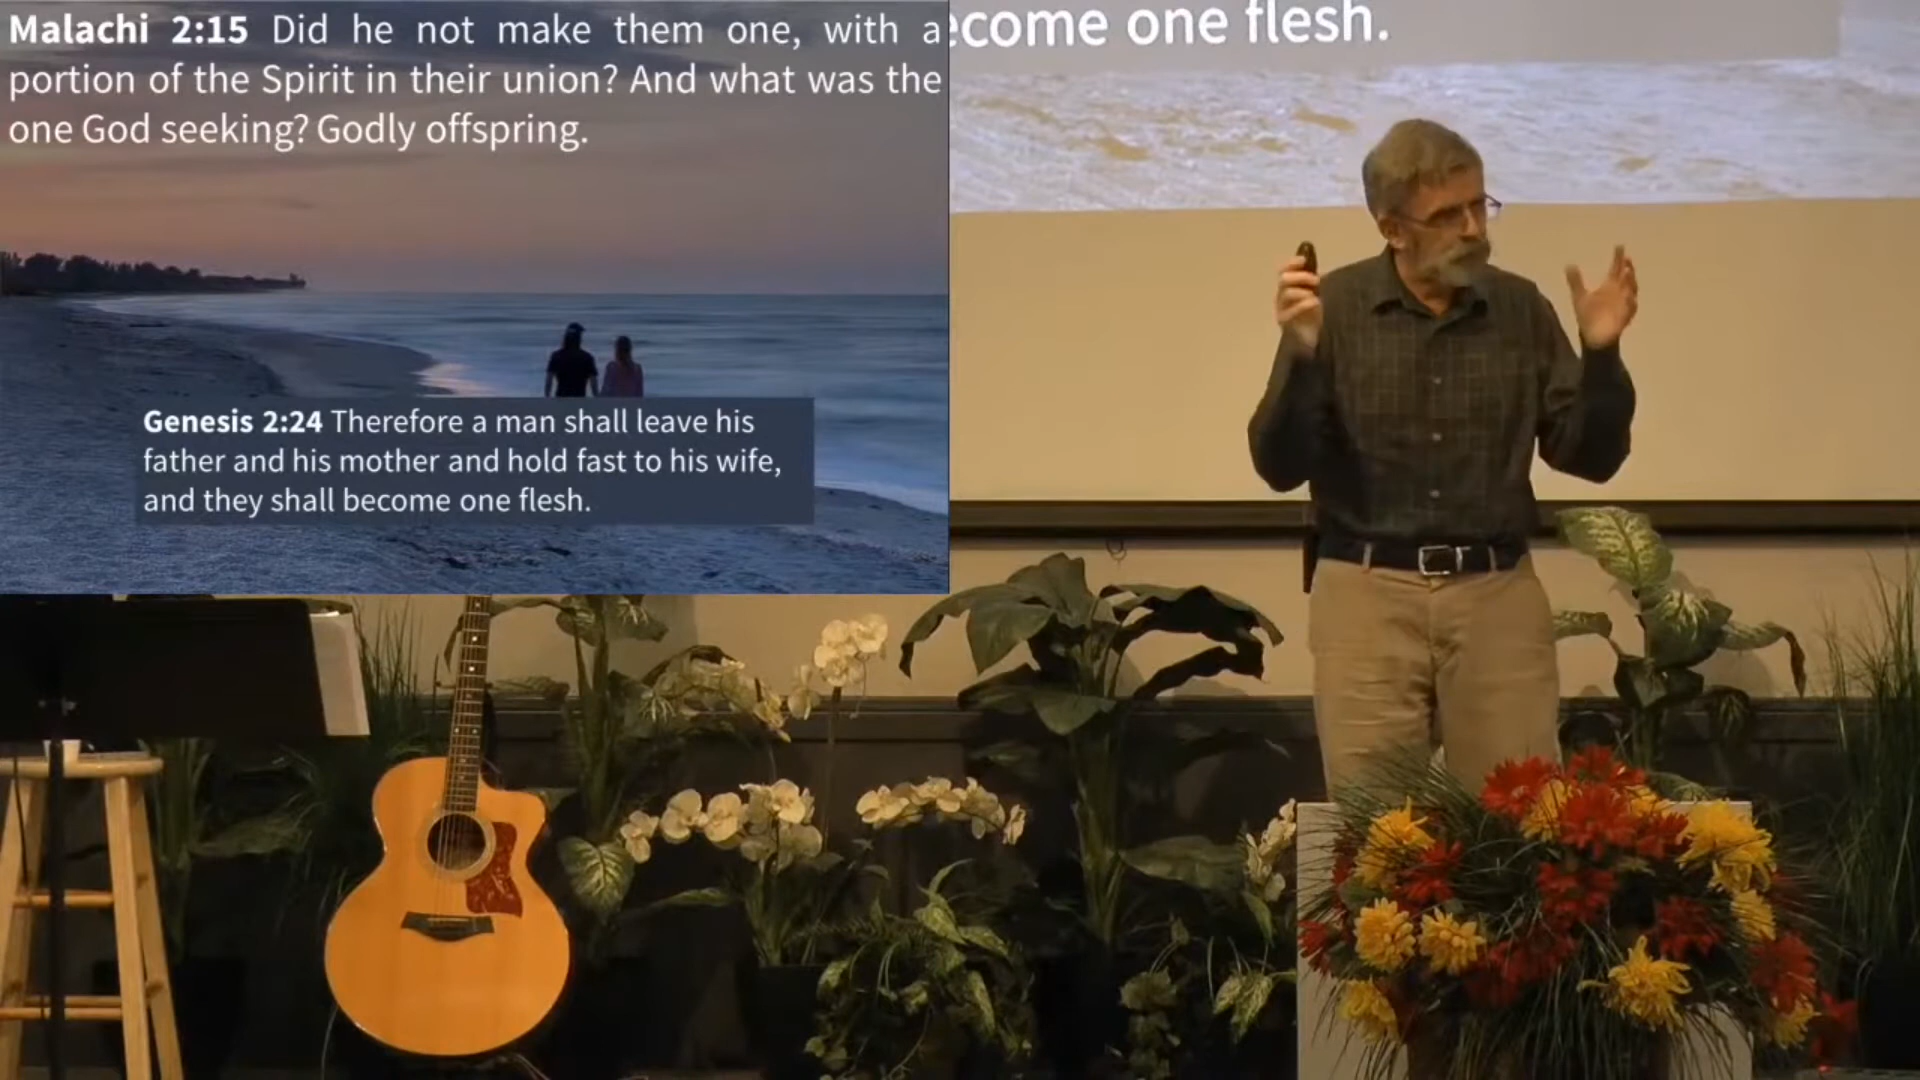 Malachi 2:15 Did he not make them one, with a
portion of the Spirit in their union? And what was the
one God seeking? Godly offspring.
Genesis 2:24 Therefore a man shall leave his
father and his mother and hold fast to his wife,
and they shall become one flesh.
ecome one flesh.